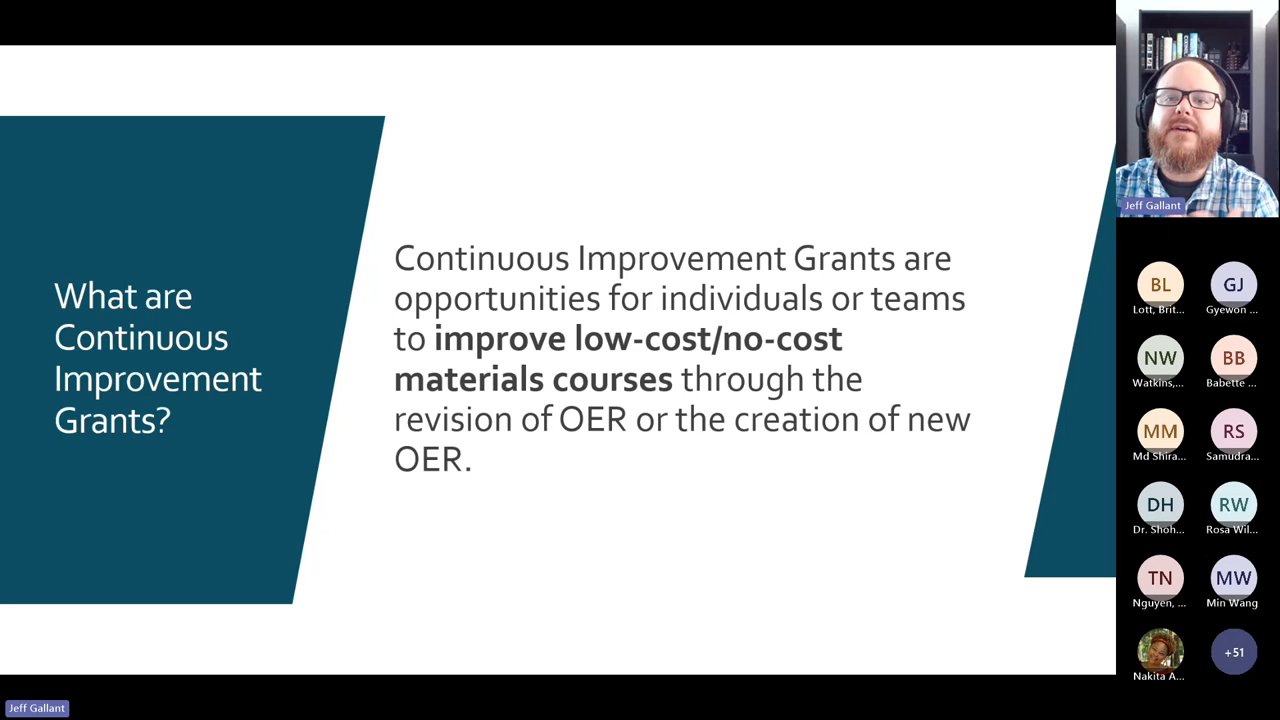 What are
Continuous
Improvement
Grants?
Continuous Improvement Grants are
opportunities for individuals or teams
to improve low-cost/no-cost
materials courses through the
revision of OER or the creation of new
OER.
Jeff Gallant
BL
GJ
Lott, Brit...
Gyewon ...
NW
BB
Watkins,...
Babette ...
MM
RS
Md Shira...
Samudra...
DH
RW
Dr. Shoh...
Rosa Wil...
TN
MW
Nguyen, ...
Min Wang
+51
Nakita A...
Jeff Gallant